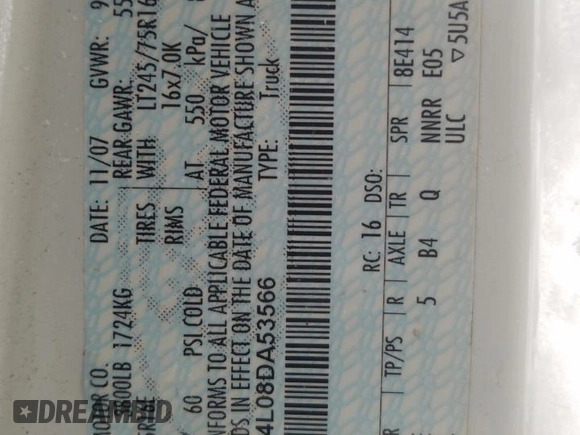 MOTOR CO.
DATE: 11/07 GVWR: 9
3800LB 1724KG REAR GAWR: 55
TIRES WITH LT245/75R16
RIMS 16x7.0K
60 PSI COLD AT 550 kPa/
NFORMS TO ALL APPLICABLE FEDERAL MOTOR VEHICLE
DS IN EFFECT ON THE DATE OF MANUFACTURE SHOWN A
4L08DA53566 TYPE: Truck
RC: 16 DSO:
TP/PS R AXLE TR SPR 8E414
5 B4 Q NNRR E05
ULC ▽5U5A
DREAMBID